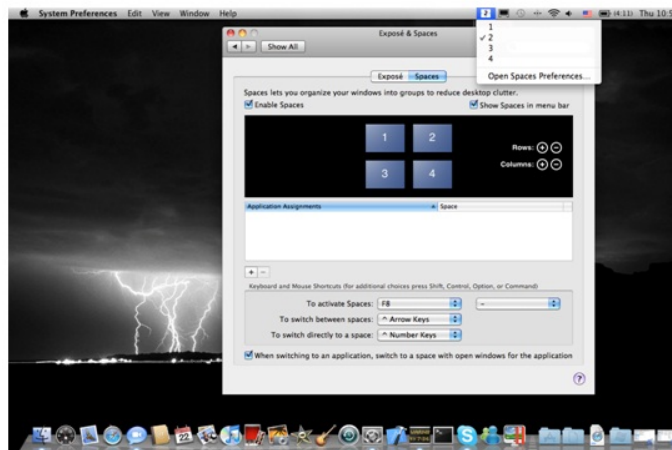 System Preferences Edit View Window Help
(4:11) Thu 10:5
1
✓ 2
3
4
Open Spaces Preferences...
Exposé & Spaces
Show All
Exposé Spaces
Spaces lets you organize your windows into groups to reduce desktop clutter.
Enable Spaces Show Spaces in menu bar
1 2
3 4
Rows:
Columns:
Application Assignments Space
+ −
Keyboard and Mouse Shortcuts (for additional choices press Shift, Control, Option, or Command)
To activate Spaces: F8 –
To switch between spaces: ^ Arrow Keys
To switch directly to a space: ^ Number Keys
When switching to an application, switch to a space with open windows for the application
?
22